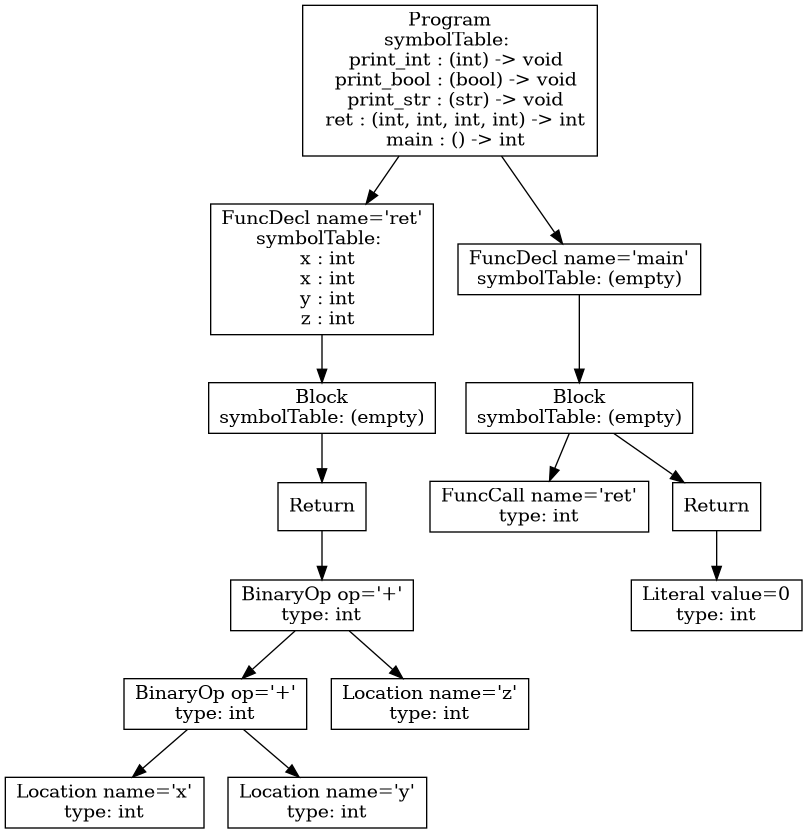 Program
symbolTable:
print_int : (int) -> void
print_bool : (bool) -> void
print_str : (str) -> void
ret : (int, int, int, int) -> int
main : () -> int
FuncDecl name='ret'
symbolTable:
x : int
x : int
y : int
z : int
FuncDecl name='main'
symbolTable: (empty)
Block
symbolTable: (empty)
Block
symbolTable: (empty)
Return
FuncCall name='ret'
type: int
Return
BinaryOp op='+'
type: int
Literal value=0
type: int
BinaryOp op='+'
type: int
Location name='z'
type: int
Location name='x'
type: int
Location name='y'
type: int